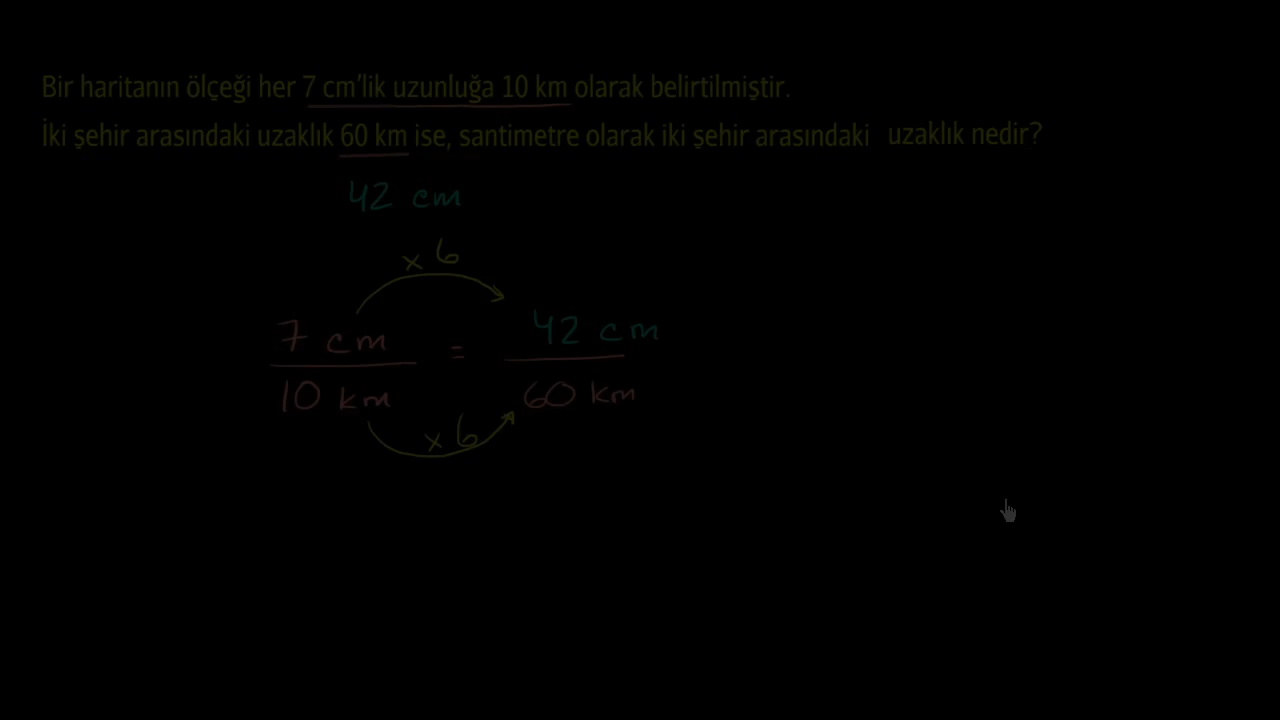 Bir haritanın ölçeği her 7 cm'lik uzunluğa 10 km olarak belirtilmiştir.
İki şehir arasındaki uzaklık 60 km ise, santimetre olarak iki şehir arasındaki uzaklık nedir?
42 cm
x 6
7 cm = 42 cm
10 km 60 km
x 6